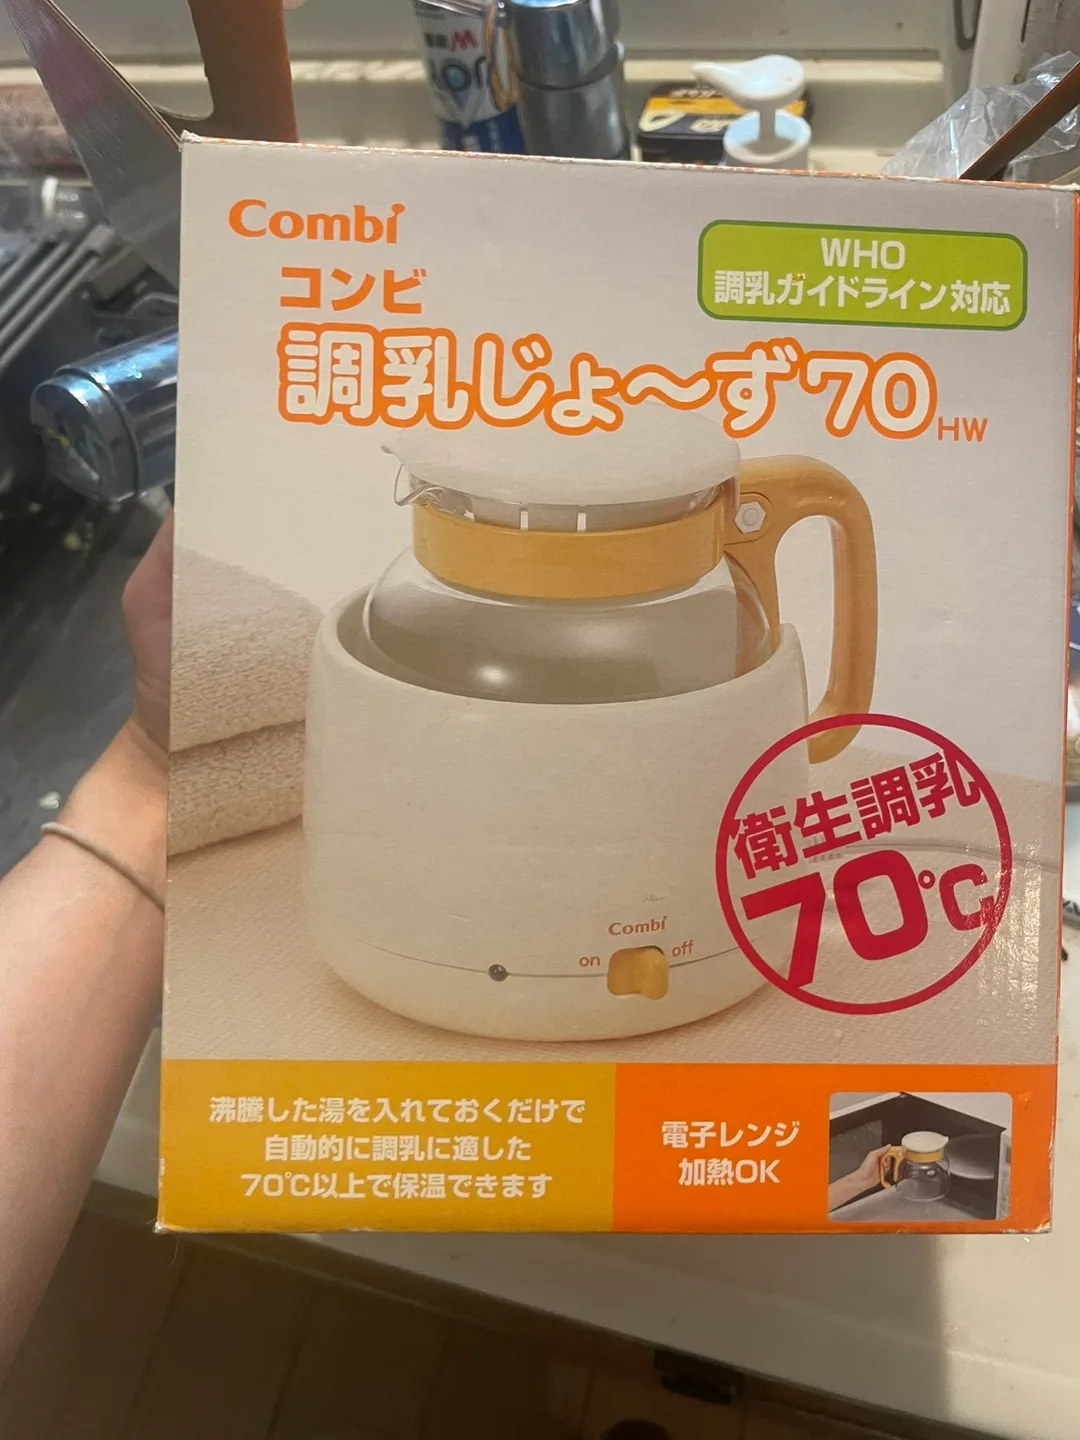 Combi
コンビ
WHO
調乳ガイドライン対応
調乳じょ〜ず70 HW
衛生調乳
70℃
Combi
on off
沸騰した湯を入れておくだけで
自動的に調乳に適した
70℃以上で保温できます
電子レンジ
加熱OK